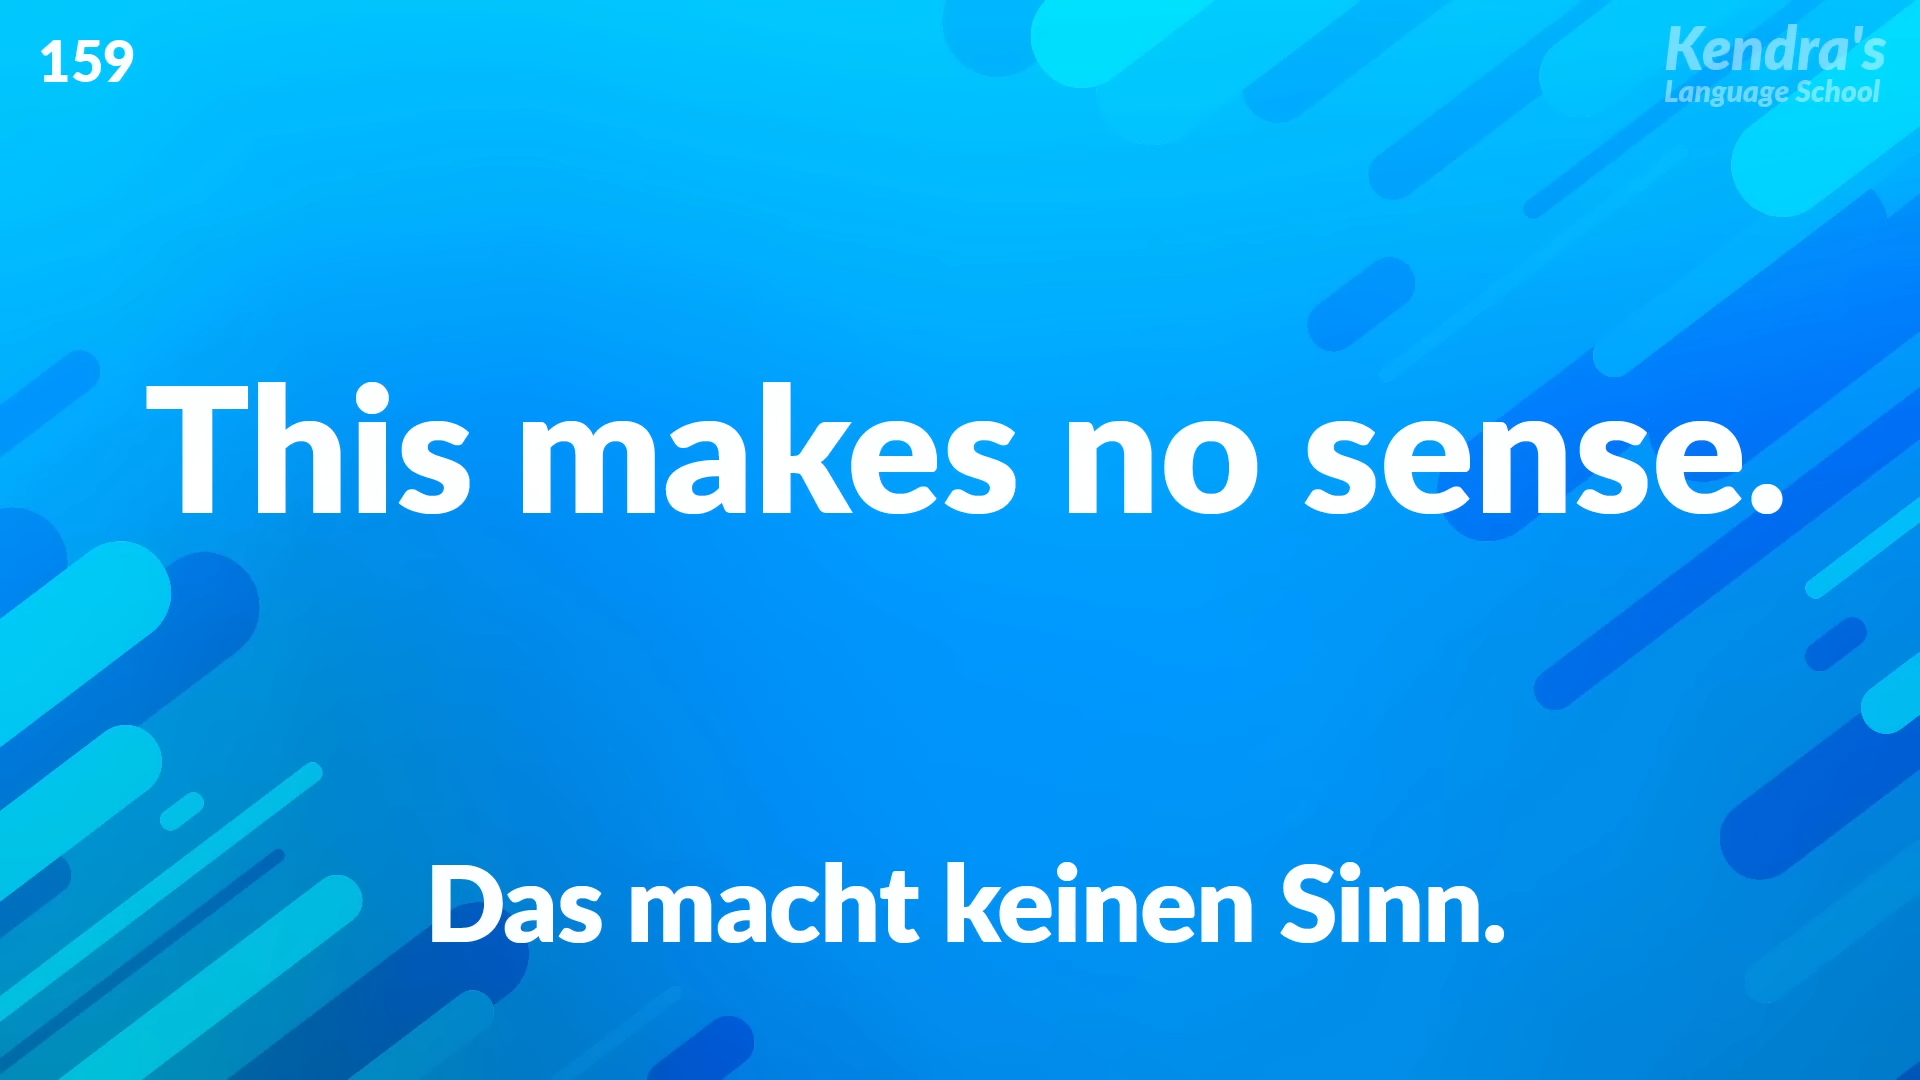 159
Kendra's
Language School
This makes no sense.
Das macht keinen Sinn.